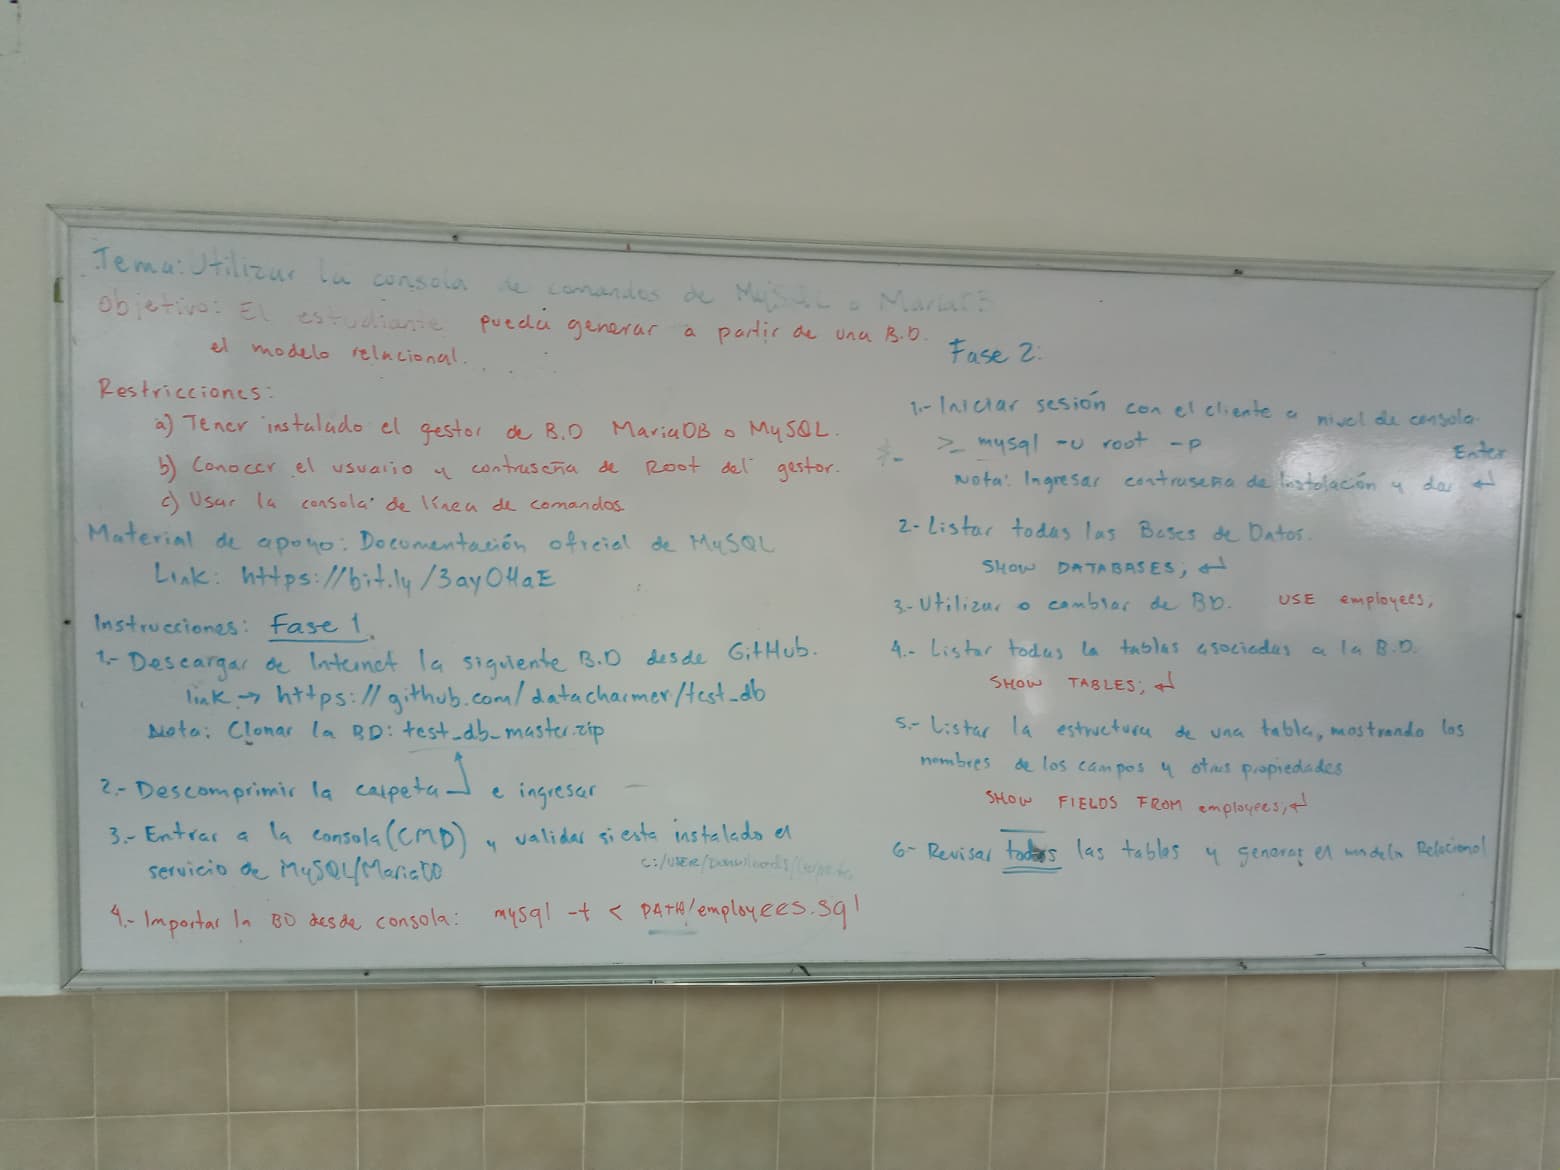 Tema: Utilizar la consola de comandos de MySQL o MariaDB
Objetivo: El estudiante pueda generar a partir de una B.D.
el modelo relacional.
Restricciones:
a) Tener instalado el gestor de B.D MariaDB o MySQL.
b) Conocer el usuario y contraseña de Root del gestor.
c) Usar la consola de línea de comandos
Material de apoyo: Documentación oficial de MySQL
Link: https://bit.ly/3ayOHaE
Instrucciones: Fase 1.
1.- Descargar de Internet la siguiente B.D desde GitHub.
link → https://github.com/datacharmer/test_db
Nota: Clonar la BD: test_db_master.zip
2.- Descomprimir la carpeta e ingresar
3.- Entrar a la consola (CMD) y validar si esta instalado el
servicio de MySQL/MariaDB
C:/USER/Downloads/
4.- Importar la BD desde consola: mysql -t < PATH/employees.sql
Fase 2:
1.- Iniciar sesión con el cliente a nivel de consola.
>_ mysql -u root -p
Enter
Nota: Ingresar contraseña de instalación y dar ↵
2- Listar todas las Bases de Datos.
SHOW DATABASES; ↵
3.- Utilizar o cambiar de BD. USE employees;
4.- Listar todas la tablas asociadas a la B.D.
SHOW TABLES; ↵
5.- Listar la estructura de una tabla, mostrando los
nombres de los campos y otras propiedades
SHOW FIELDS FROM employees; ↵
6- Revisar todas las tablas y generar el modelo Relacional